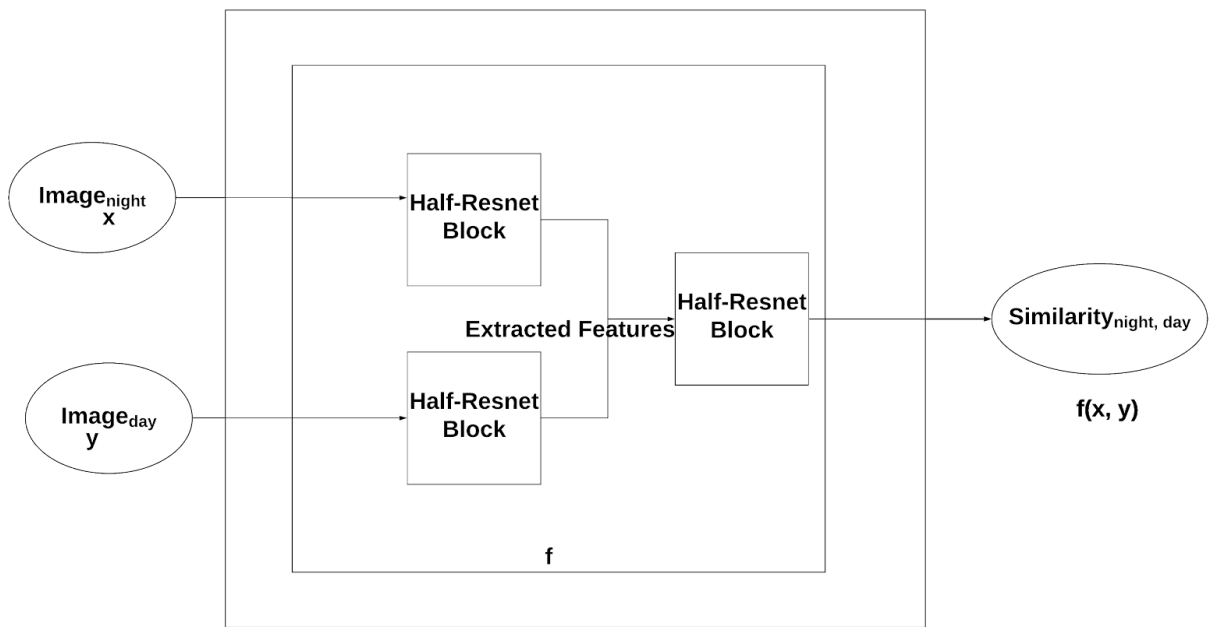 Image_night
x
Half-Resnet
Block
Extracted Features
Half-Resnet
Block
Similarity_night, day
f(x, y)
Image_day
y
Half-Resnet
Block
f